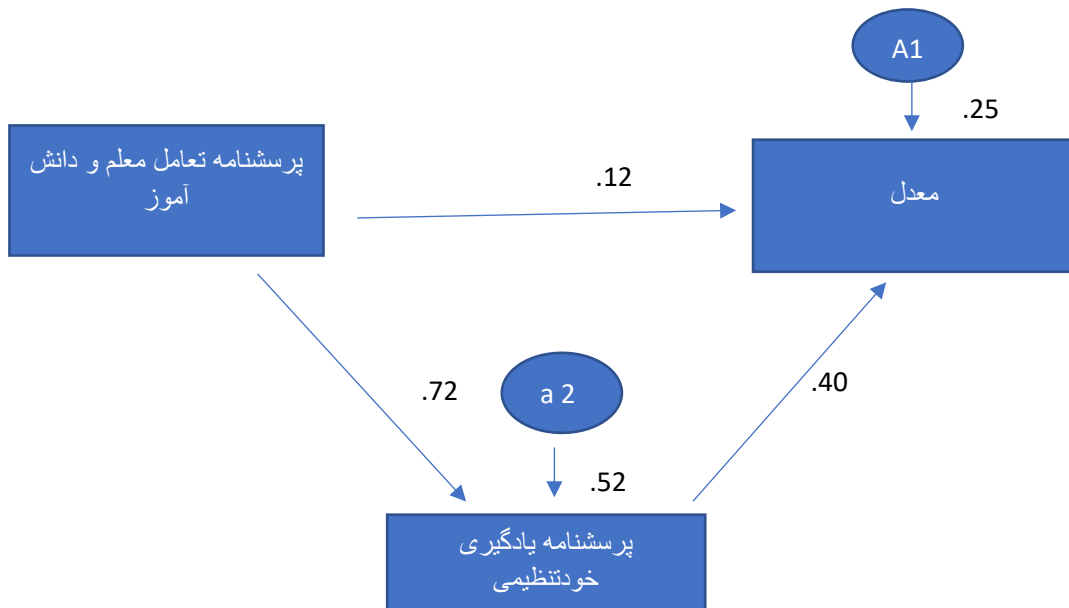 A1
.25
پرسشنامه تعامل معلم و دانش
آموز
.12
معدل
.72
a 2
.40
.52
پرسشنامه یادگیری
خودتنظیمی